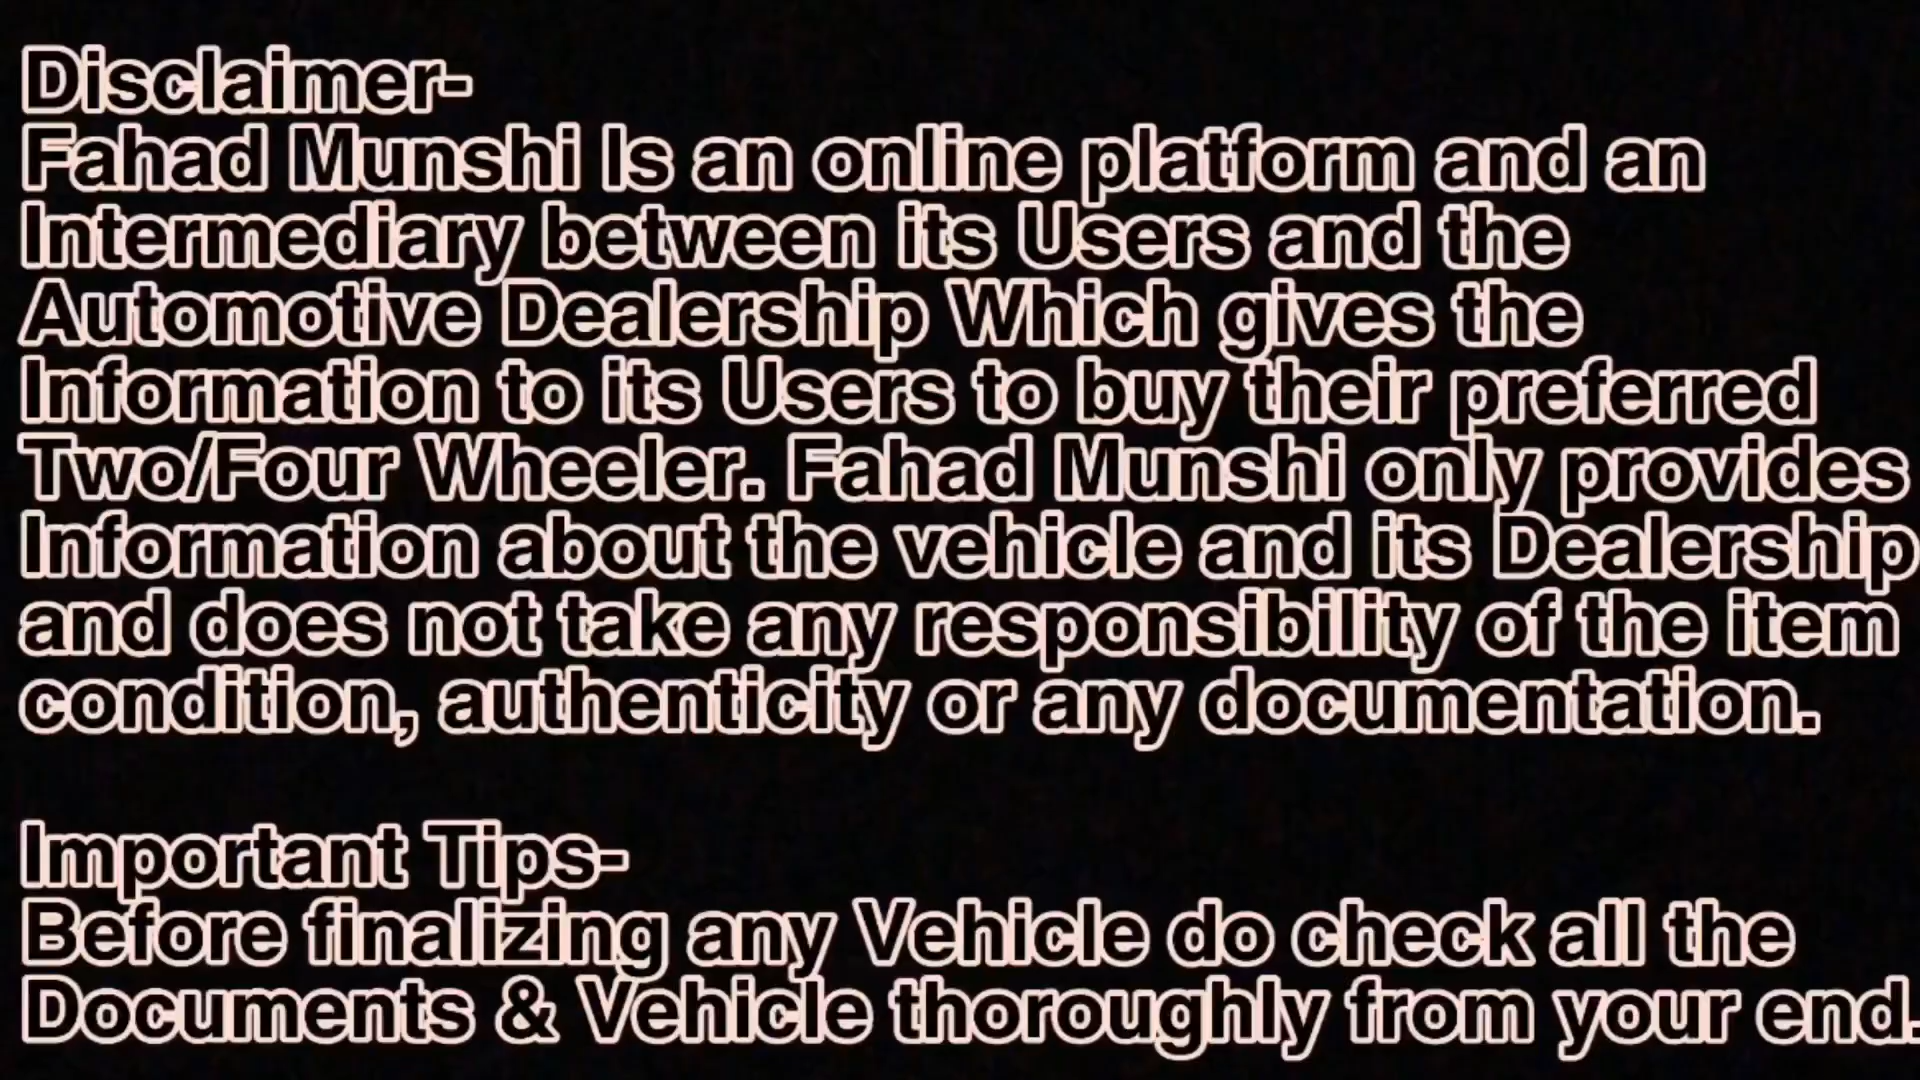 Disclaimer-
Fahad Munshi Is an online platform and an
Intermediary between its Users and the
Automotive Dealership Which gives the
Information to its Users to buy their preferred
Two/Four Wheeler. Fahad Munshi only provides
Information about the vehicle and its Dealership
and does not take any responsibility of the item
condition, authenticity or any documentation.
Important Tips-
Before finalizing any Vehicle do check all the
Documents & Vehicle thoroughly from your end.